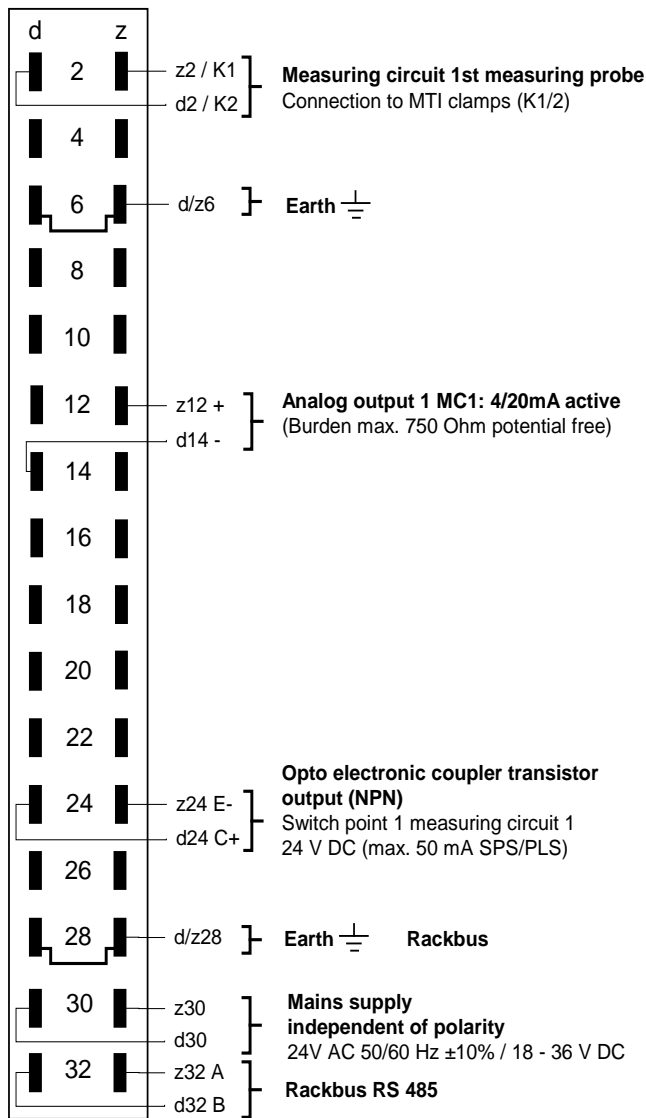 d z
2 z2 / K1 Measuring circuit 1st measuring probe
d2 / K2 Connection to MTI clamps (K1/2)
4
6 d/z6 Earth
8
10
12 z12 + Analog output 1 MC1: 4/20mA active
d14 - (Burden max. 750 Ohm potential free)
14
16
18
20
22
Opto electronic coupler transistor
output (NPN)
24 z24 E- Switch point 1 measuring circuit 1
d24 C+ 24 V DC (max. 50 mA SPS/PLS)
26
28 d/z28 Earth Rackbus
30 z30 Mains supply
independent of polarity
d30 24V AC 50/60 Hz ±10% / 18 - 36 V DC
32 z32 A Rackbus RS 485
d32 B